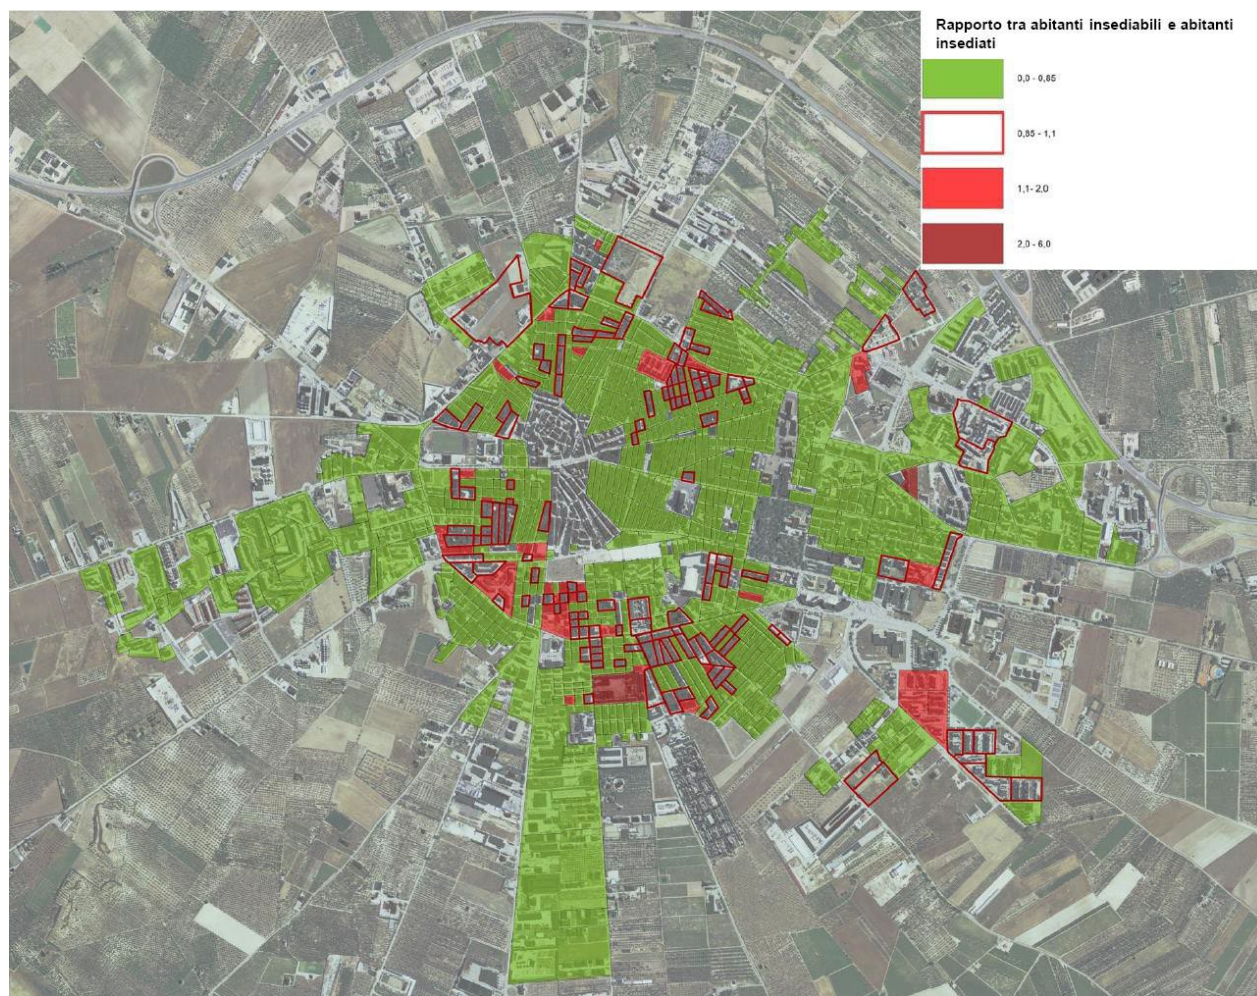 Rapporto tra abitanti insediabili e abitanti
insediati
0,0 - 0,85
0,85 - 1,1
1,1- 2,0
2,0 - 6,0